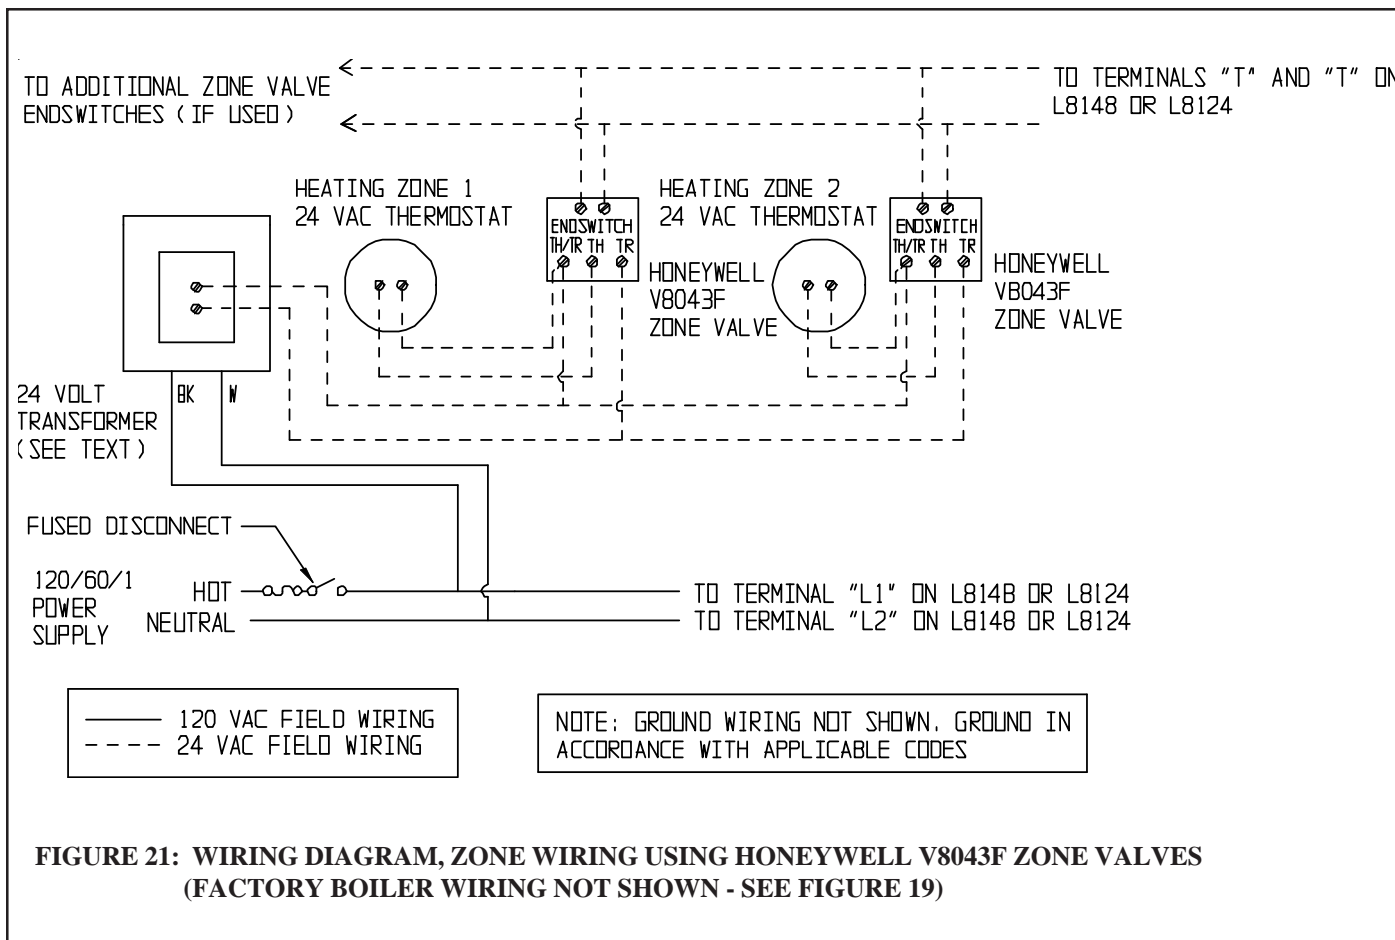 TO ADDITIONAL ZONE VALVE
ENDSWITCHES (IF USED)
TO TERMINALS "T" AND "T" ON
L8148 OR L8124
HEATING ZONE 1
24 VAC THERMOSTAT
ENDSWITCH
TH/TR TH TR
HONEYWELL
V8043F
ZONE VALVE
HEATING ZONE 2
24 VAC THERMOSTAT
ENDSWITCH
TH/TR TH TR
HONEYWELL
V8043F
ZONE VALVE
24 VOLT
TRANSFORMER
(SEE TEXT)
BK
W
FUSED DISCONNECT
120/60/1
POWER
SUPPLY
HOT
NEUTRAL
TO TERMINAL "L1" ON L8148 OR L8124
TO TERMINAL "L2" ON L8148 OR L8124
120 VAC FIELD WIRING
24 VAC FIELD WIRING
NOTE: GROUND WIRING NOT SHOWN. GROUND IN
ACCORDANCE WITH APPLICABLE CODES
FIGURE 21: WIRING DIAGRAM, ZONE WIRING USING HONEYWELL V8043F ZONE VALVES
(FACTORY BOILER WIRING NOT SHOWN - SEE FIGURE 19)